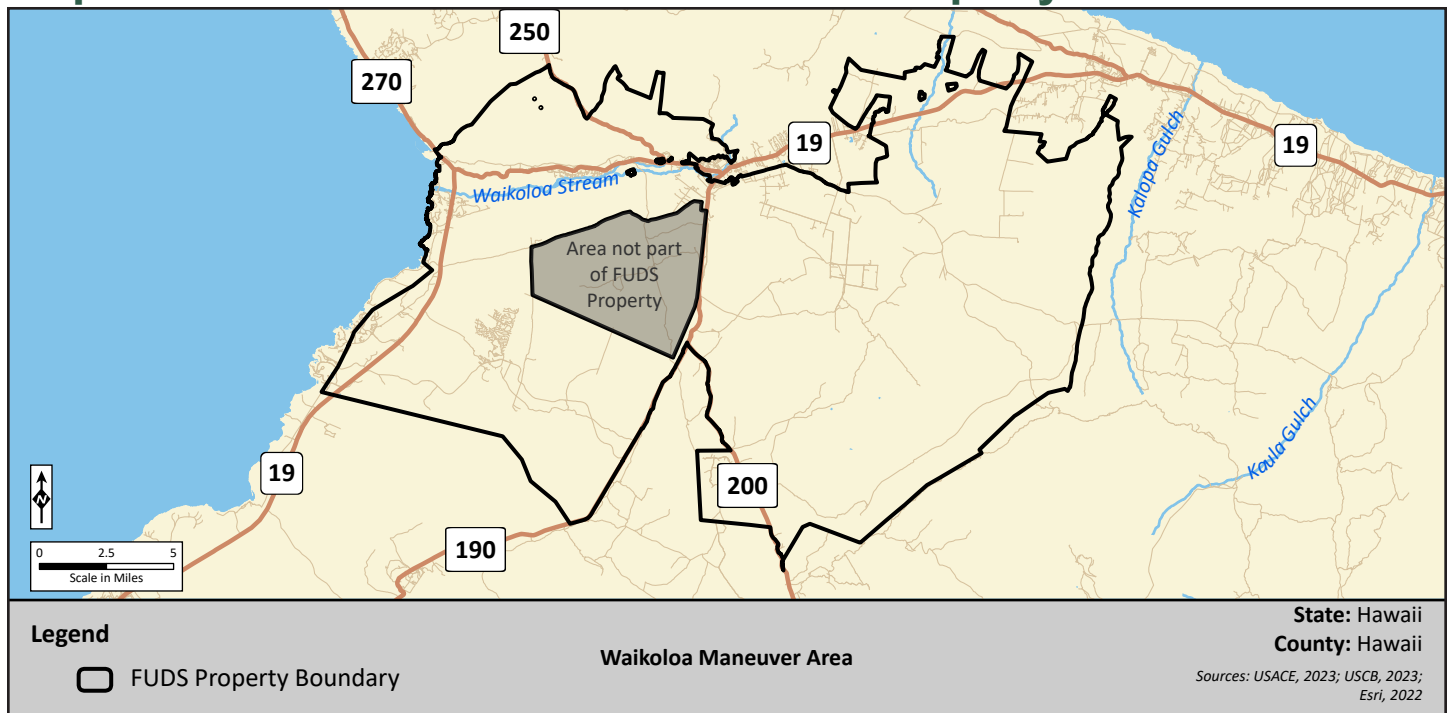 250
270
19
19
Waikoloa Stream
Kalopa Gulch
Area not part
of FUDS
Property
Kaula Gulch
19
200
190
N
0 2.5 5
Scale in Miles
Legend
FUDS Property Boundary
Waikoloa Maneuver Area
State: Hawaii
County: Hawaii
Sources: USACE, 2023; USCB, 2023;
Esri, 2022